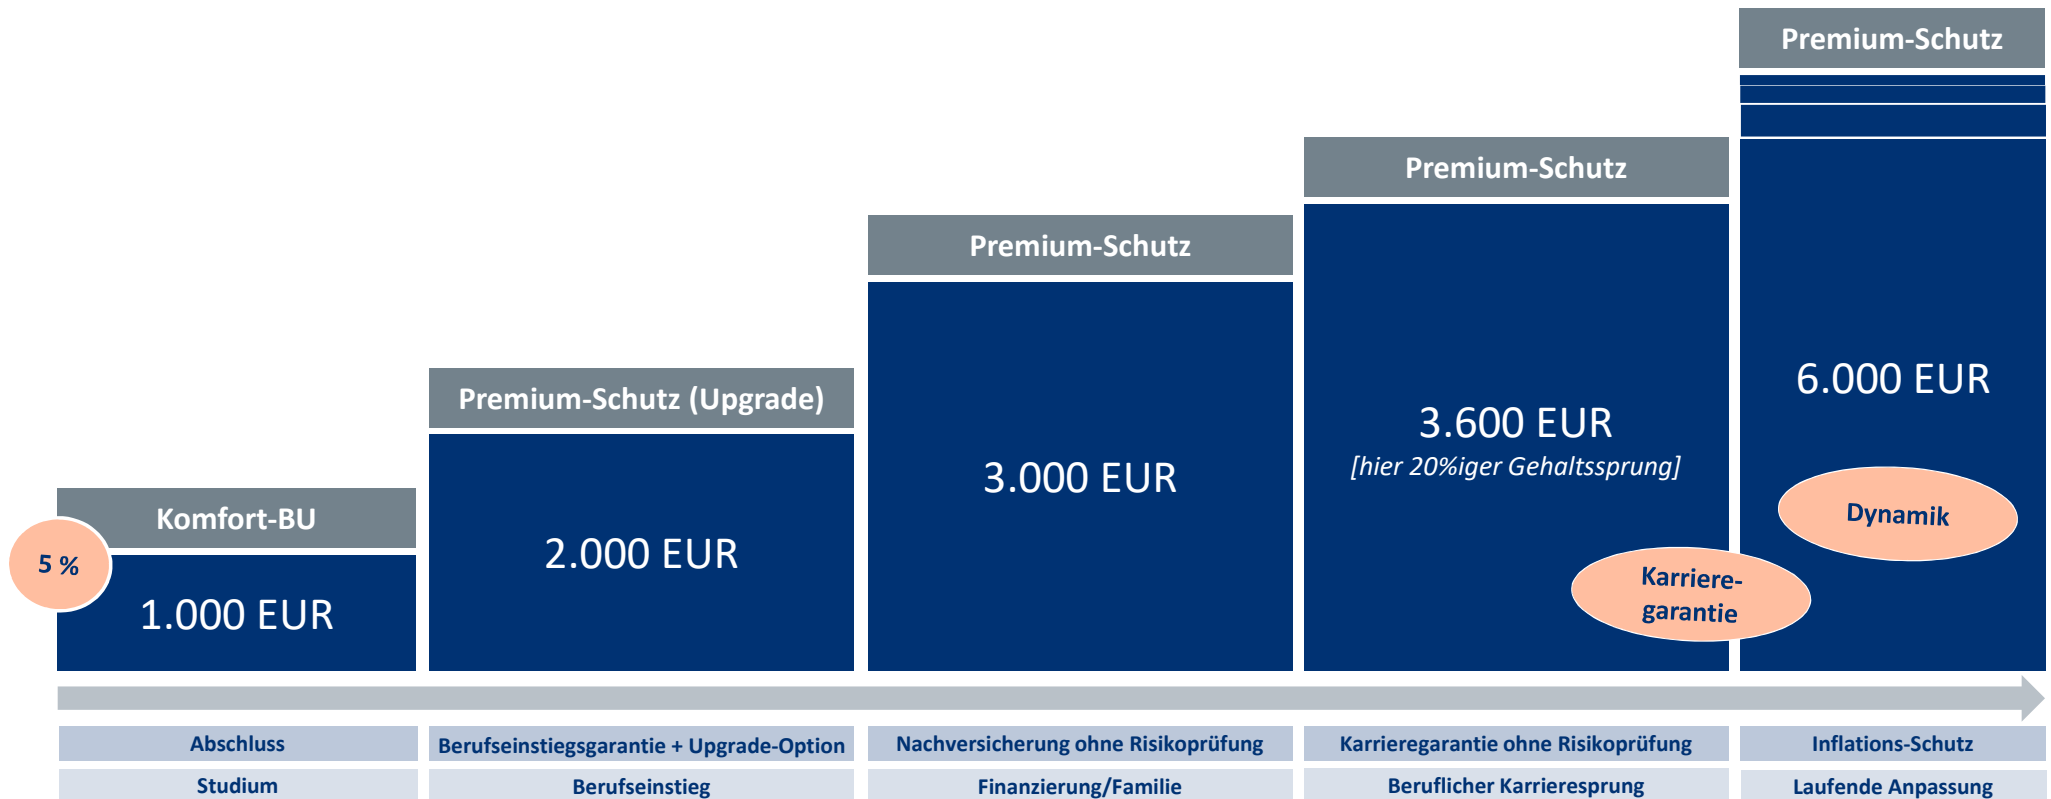 Premium-Schutz
Premium-Schutz
Premium-Schutz
Premium-Schutz (Upgrade)
Komfort-BU
5 %
1.000 EUR
2.000 EUR
3.000 EUR
3.600 EUR
[hier 20%iger Gehaltssprung]
6.000 EUR
Dynamik
Karriere-
garantie
Abschluss
Berufseinstiegsgarantie + Upgrade-Option
Nachversicherung ohne Risikoprüfung
Karrieregarantie ohne Risikoprüfung
Inflations-Schutz
Studium
Berufseinstieg
Finanzierung/Familie
Beruflicher Karrieresprung
Laufende Anpassung